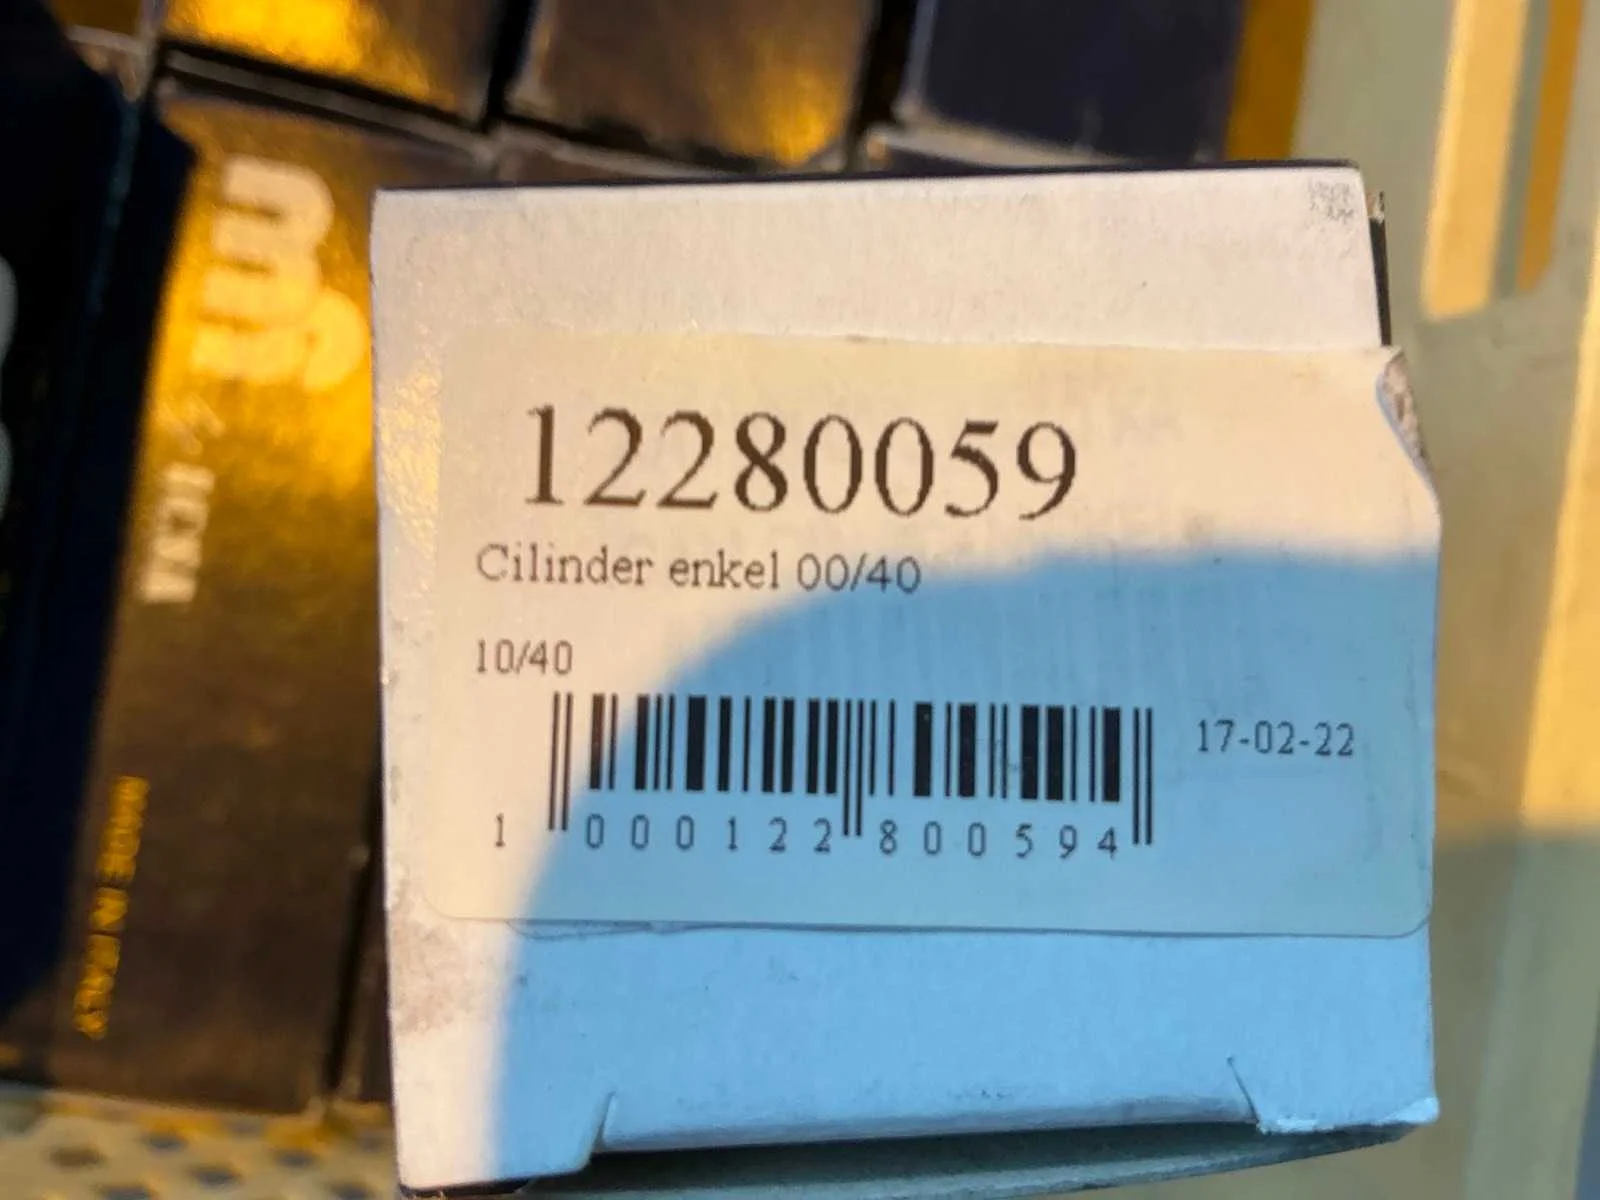 12280059
Cilinder enkel 00/40
10/40
17-02-22
1 000122 800594
MADE IN ITALY